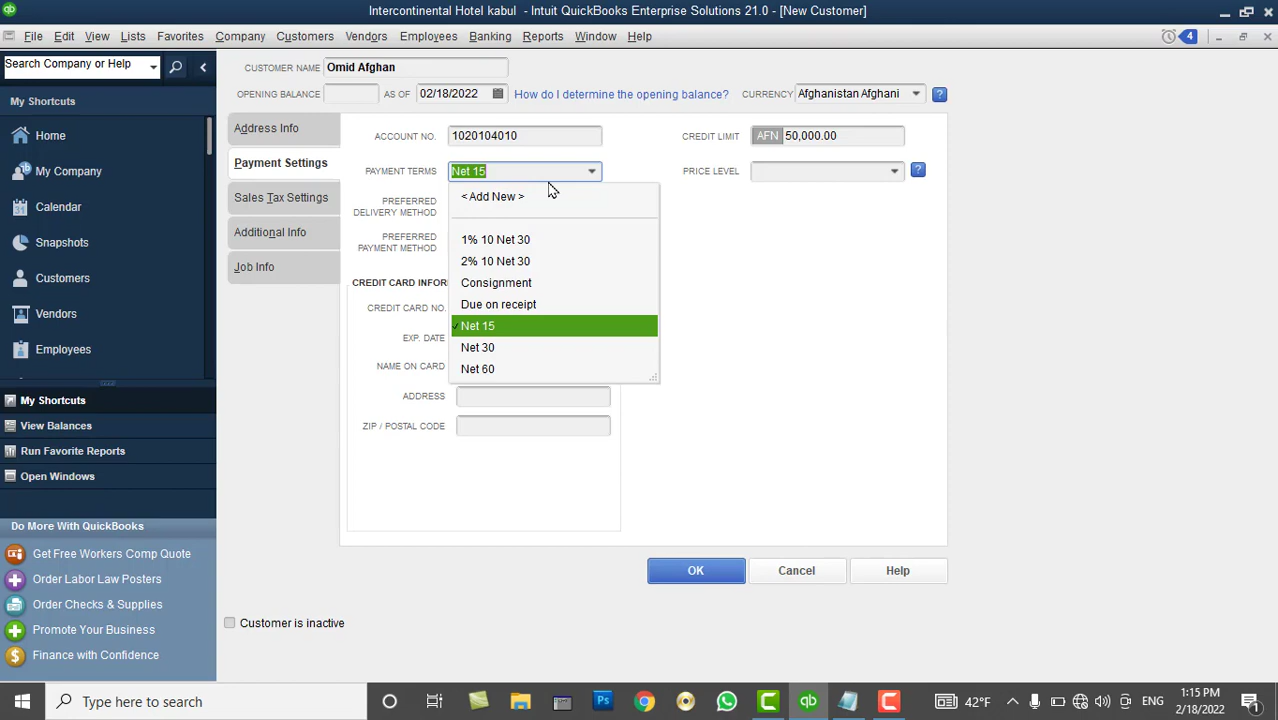 Intercontinental Hotel kabul - Intuit QuickBooks Enterprise Solutions 21.0 - [New Customer]
File Edit View Lists Favorites Company Customers Vendors Employees Banking Reports Window Help
4
Search Company or Help
My Shortcuts
Home
My Company
Calendar
Snapshots
Customers
Vendors
Employees
My Shortcuts
View Balances
Run Favorite Reports
Open Windows
Do More With QuickBooks
Get Free Workers Comp Quote
Order Labor Law Posters
Order Checks & Supplies
Promote Your Business
Finance with Confidence
CUSTOMER NAME Omid Afghan
OPENING BALANCE AS OF 02/18/2022 How do I determine the opening balance? CURRENCY Afghanistan Afghani ?
Address Info
Payment Settings
Sales Tax Settings
Additional Info
Job Info
ACCOUNT NO. 1020104010 CREDIT LIMIT AFN 50,000.00
PAYMENT TERMS Net 15 PRICE LEVEL ?
< Add New >
1% 10 Net 30
2% 10 Net 30
Consignment
Due on receipt
✓ Net 15
Net 30
Net 60
PREFERRED
DELIVERY METHOD
PREFERRED
PAYMENT METHOD
CREDIT CARD INFOR
CREDIT CARD NO.
EXP. DATE
NAME ON CARD
ADDRESS
ZIP / POSTAL CODE
OK Cancel Help
Customer is inactive
Type here to search
Ps
qb
42°F
ENG
1:15 PM
2/18/2022
1